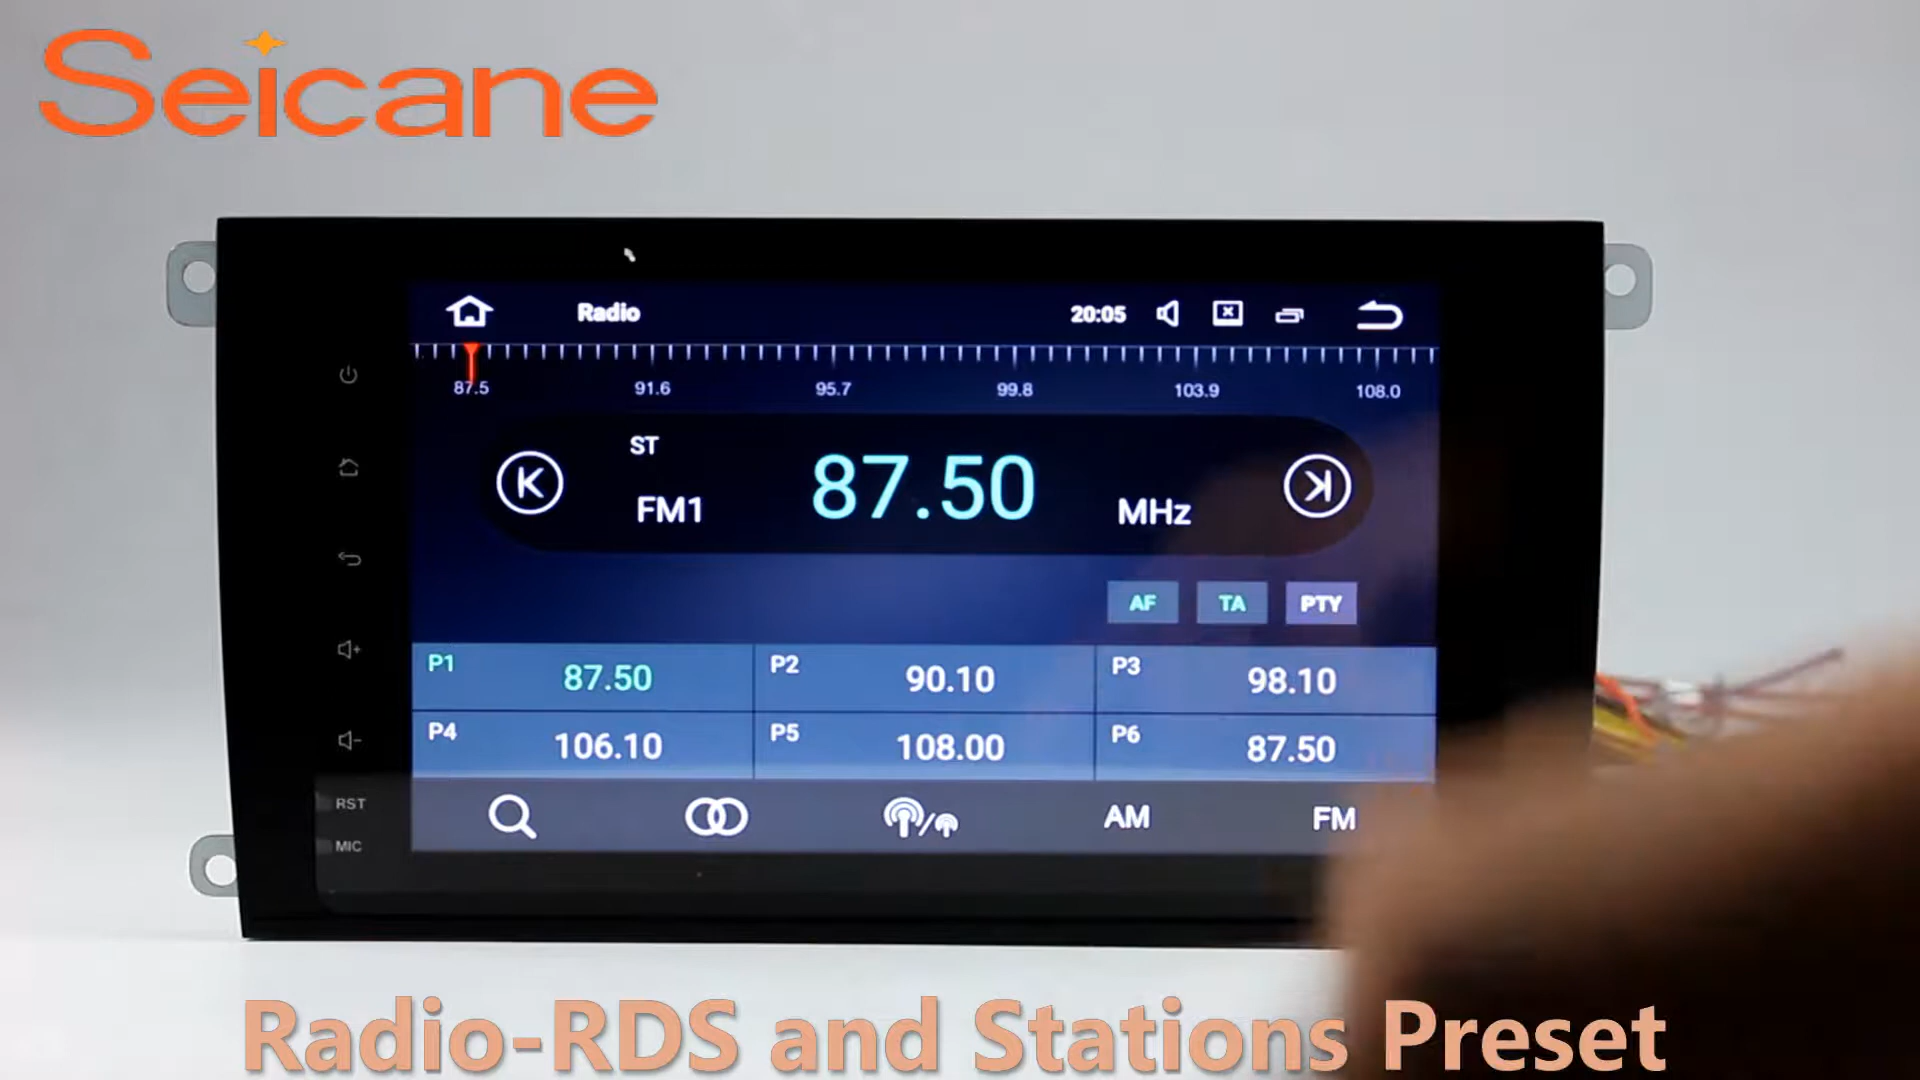 Seicane
Radio 20:05
87.5 91.6 95.7 99.8 103.9 108.0
ST
FM1 87.50 MHz
AF TA PTY
P1 87.50 P2 90.10 P3 98.10
P4 106.10 P5 108.00 P6 87.50
AM FM
RST
MIC
Radio-RDS and Stations Preset